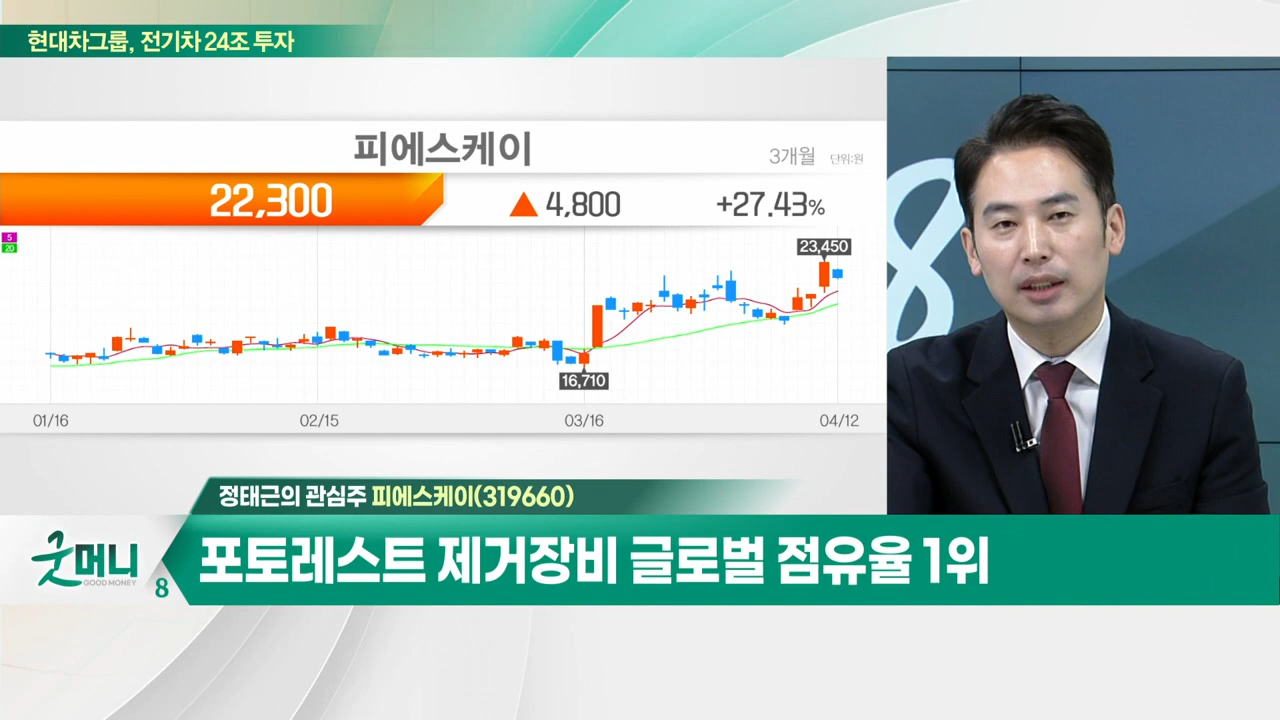 현대차그룹, 전기차 24조 투자
피에스케이
3개월 단위:원
22,300 ▲ 4,800 +27.43%
5
20
23,450
16,710
01/16 02/15 03/16 04/12
8
정태근의 관심주 피에스케이(319660)
굿머니
GOOD MONEY
8
포토레스트 제거장비 글로벌 점유율 1위